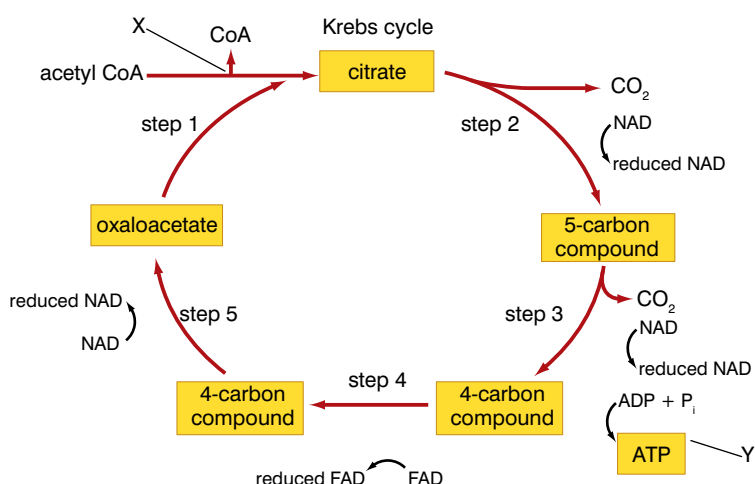 X
CoA
Krebs cycle
acetyl CoA
citrate
CO₂
step 1
step 2
NAD
reduced NAD
oxaloacetate
5-carbon
compound
reduced NAD
NAD
step 5
step 3
CO₂
NAD
reduced NAD
step 4
4-carbon
compound
4-carbon
compound
ADP + Pᵢ
ATP
Y
reduced FAD
FAD